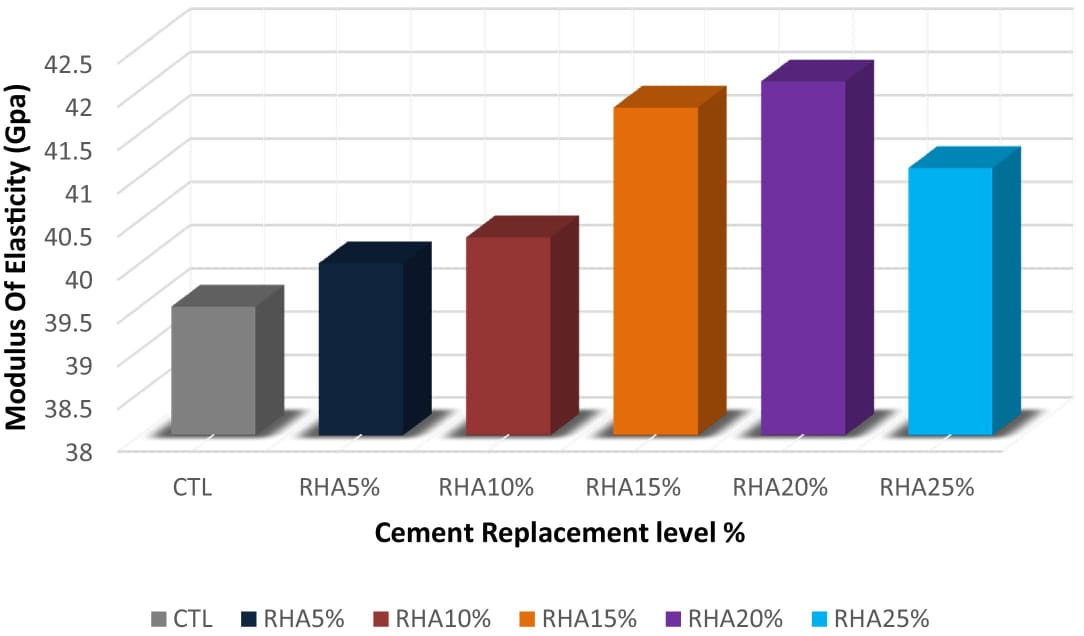 Modulus Of Elasticity (Gpa)
42.5
42
41.5
41
40.5
40
39.5
39
38.5
38
CTL RHA5% RHA10% RHA15% RHA20% RHA25%
Cement Replacement level %
CTL RHA5% RHA10% RHA15% RHA20% RHA25%